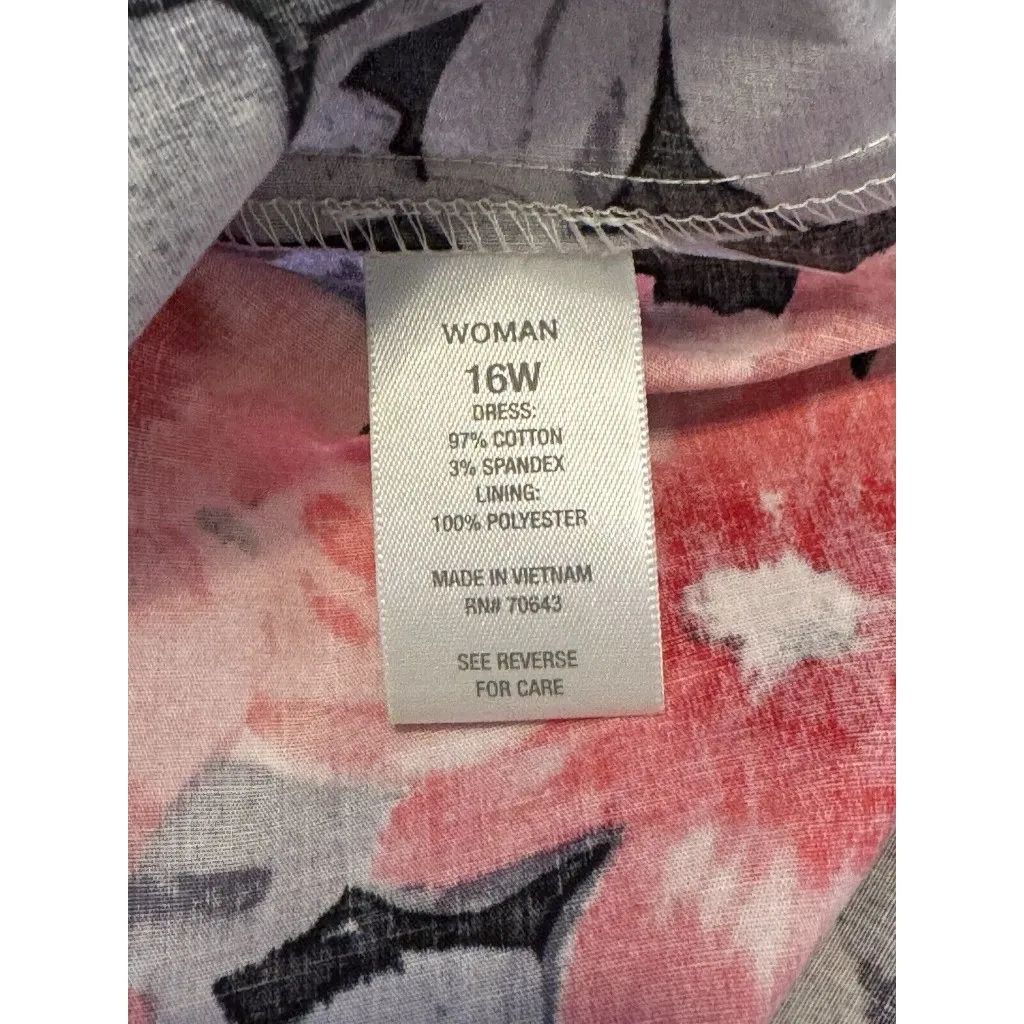 WOMAN
16W
DRESS:
97% COTTON
3% SPANDEX
LINING:
100% POLYESTER
MADE IN VIETNAM
RN# 70643
SEE REVERSE
FOR CARE